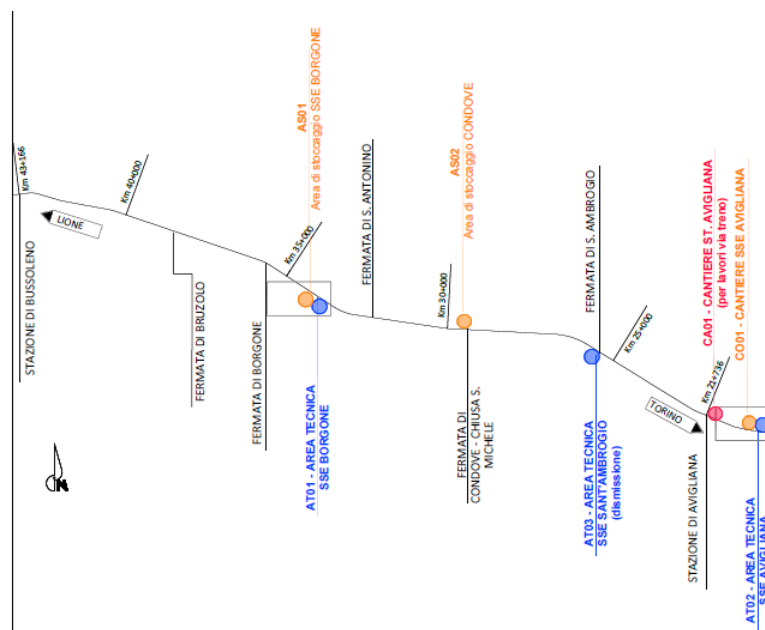 Km 43+166
STAZIONE DI BUSSOLENO
LIONE
Km 40+000
FERMATA DI BRUZOLO
FERMATA DI BORGONE
Km 35+000
AS01
Area di stoccaggio SSE BORGONE
AT01 - AREA TECNICA
SSE BORGONE
FERMATA DI S. ANTONINO
Km 30+000
AS02
Area di stoccaggio CONDOVE
FERMATA DI
CONDOVE - CHIUSA S.
MICHELE
FERMATA DI S. AMBROGIO
AT03 - AREA TECNICA
SSE SANT'AMBROGIO
(dismissione)
Km 25+000
TORINO
Km 21+736
STAZIONE DI AVIGLIANA
CA01 - CANTIERE ST. AVIGLIANA
(per lavori via treno)
CO01 - CANTIERE SSE AVIGLIANA
AT02 - AREA TECNICA
SSE AVIGLIANA
N